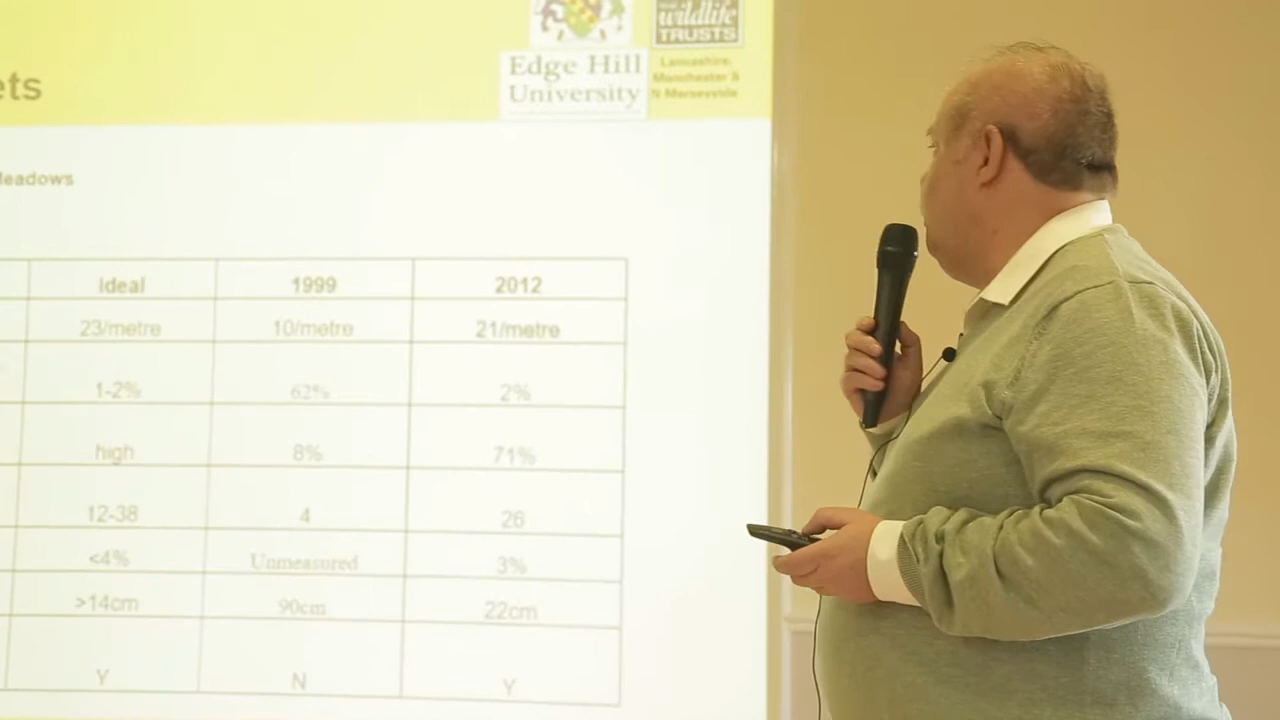 ets
Edge Hill
University
wildlife
TRUSTS
Lancashire,
Manchester &
N Merseyside
Meadows
Ideal 1999 2012
23/metre 10/metre 21/metre
1-2% 62% 2%
high 8% 71%
12-38 4 26
<4% Unmeasured 3%
>14cm 90cm 22cm
Y N Y